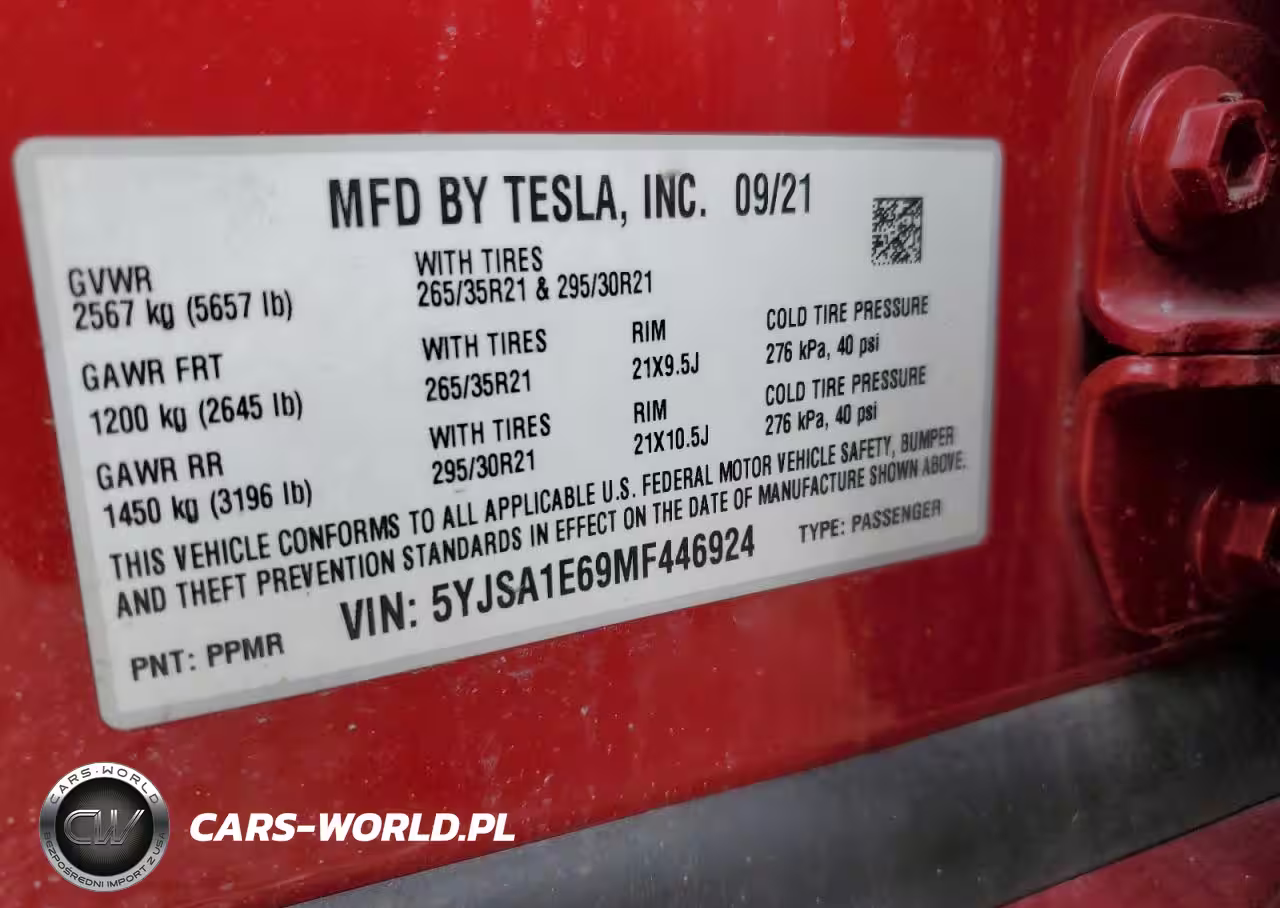 MFD BY TESLA, INC. 09/21
GVWR
2567 kg (5657 lb)
WITH TIRES
265/35R21 & 295/30R21
GAWR FRT
1200 kg (2645 lb)
WITH TIRES
265/35R21
RIM
21X9.5J
COLD TIRE PRESSURE
276 kPa, 40 psi
GAWR RR
1450 kg (3196 lb)
WITH TIRES
295/30R21
RIM
21X10.5J
COLD TIRE PRESSURE
276 kPa, 40 psi
THIS VEHICLE CONFORMS TO ALL APPLICABLE U.S. FEDERAL MOTOR VEHICLE SAFETY, BUMPER
AND THEFT PREVENTION STANDARDS IN EFFECT ON THE DATE OF MANUFACTURE SHOWN ABOVE.
VIN: 5YJSA1E69MF446924
TYPE: PASSENGER
PNT: PPMR
CARS-WORLD
CW
BEZPOŚREDNI IMPORT Z USA
CARS-WORLD.PL